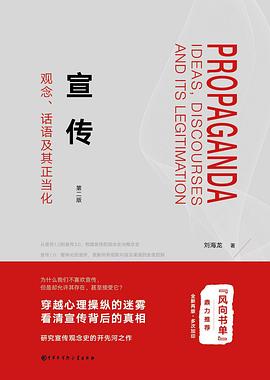 PROPAGANDA
IDEAS, DISCOURSES
AND ITS LEGITIMATION
宣传
观念、话语及其正当化
第二版
刘海龙 著
为什么我们不喜欢宣传，
但是却允许其存在，甚至接受它？
穿越心理操纵的迷雾
看清宣传背后的真相
研究宣传观念史的开先河之作
『风向书单』
鼎力推荐
全新再版·多次加印